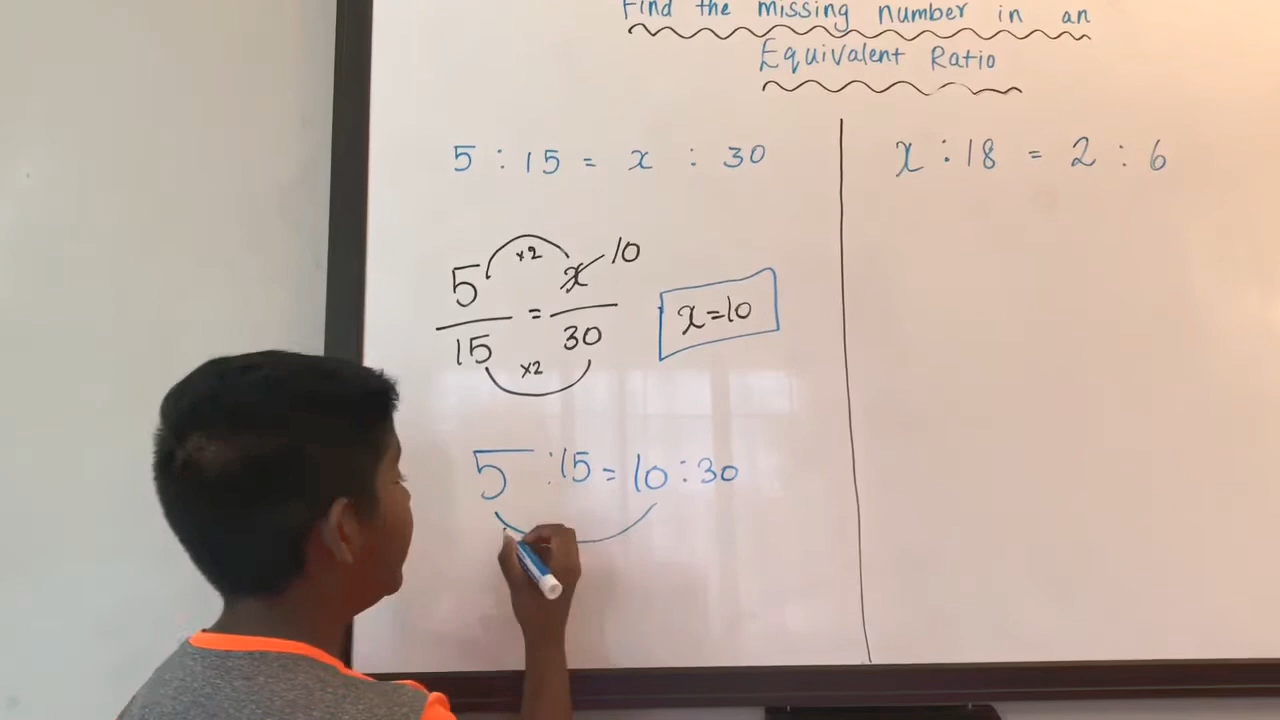 Find the missing number in an
Equivalent Ratio
5 : 15 = x : 30
5/15 = x/30
×2
10
×2
x=10
5 : 15 = 10 : 30
x : 18 = 2 : 6